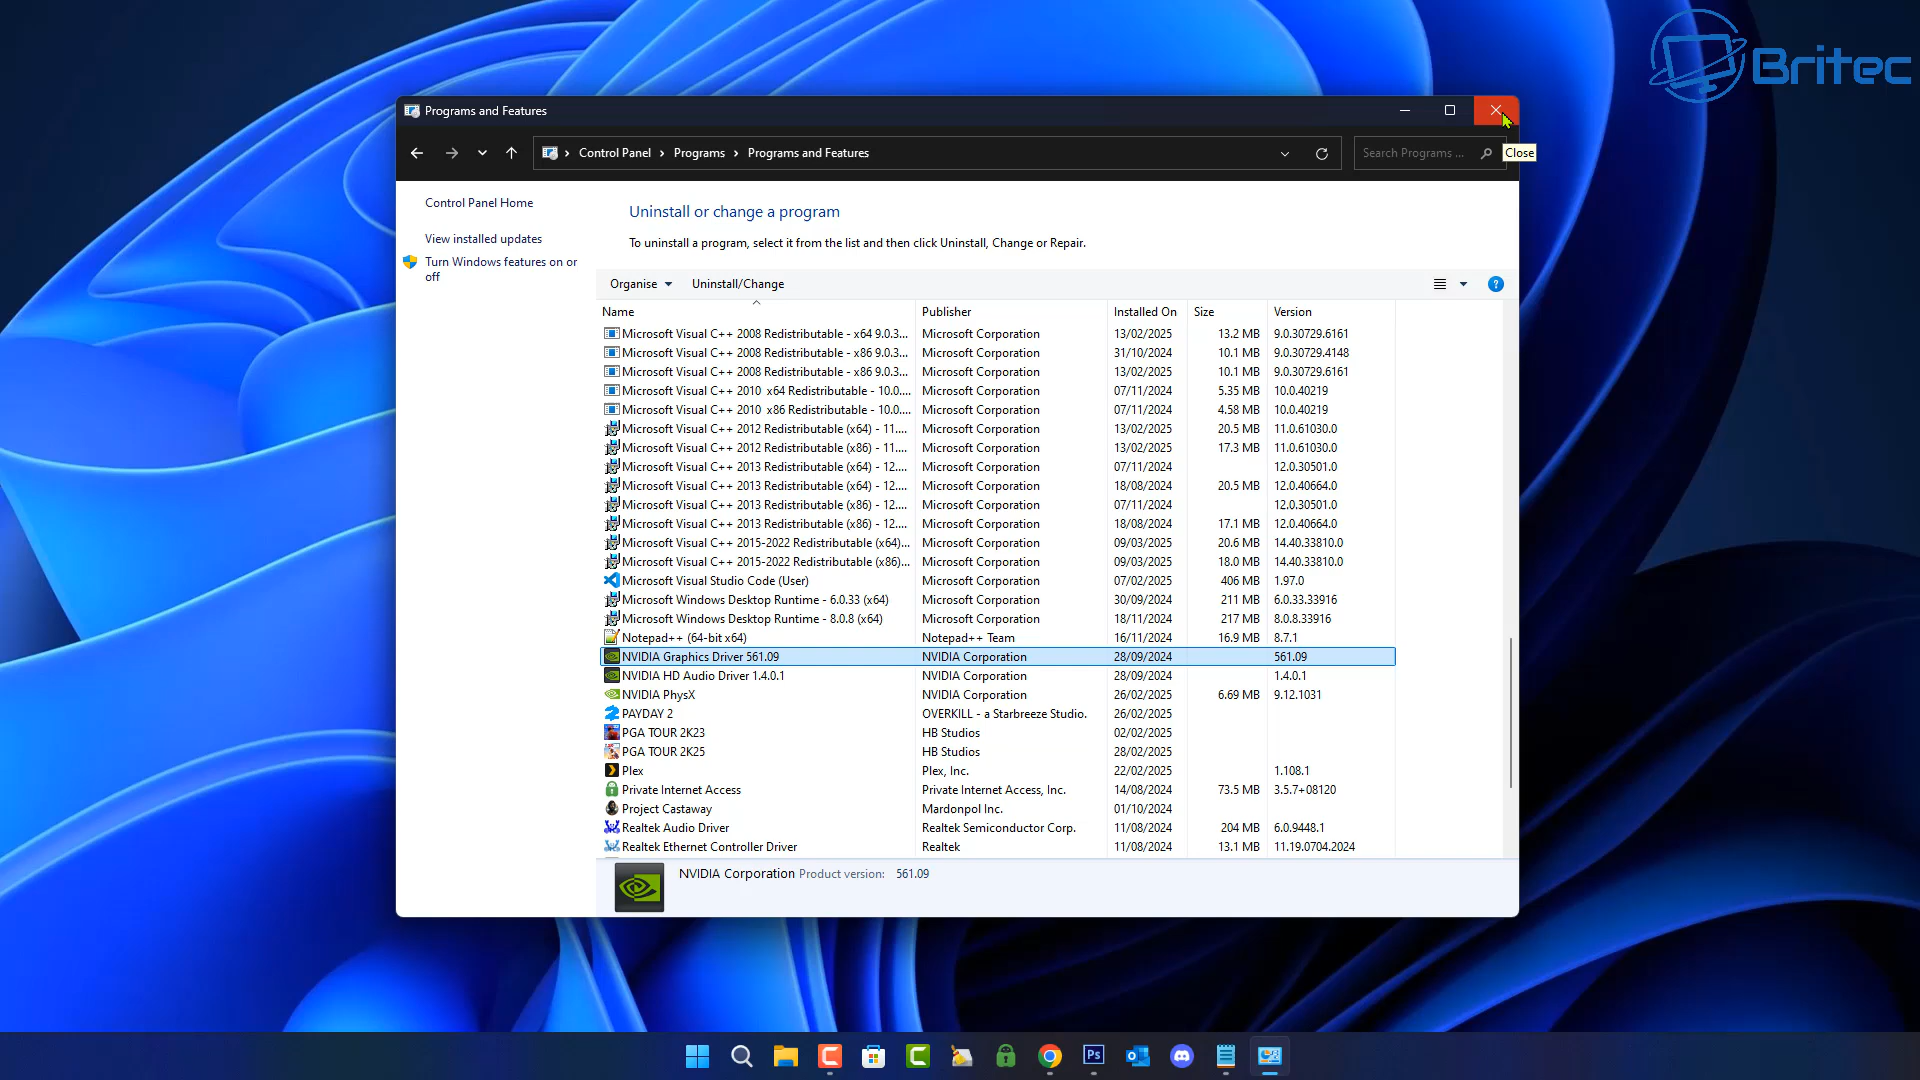 Britec
Programs and Features
Control Panel > Programs > Programs and Features
Search Programs ...
Close
Control Panel Home
View installed updates
Turn Windows features on or
off
Uninstall or change a program
To uninstall a program, select it from the list and then click Uninstall, Change or Repair.
Organise Uninstall/Change
Name Publisher Installed On Size Version
Microsoft Visual C++ 2008 Redistributable - x64 9.0.3... Microsoft Corporation 13/02/2025 13.2 MB 9.0.30729.6161
Microsoft Visual C++ 2008 Redistributable - x86 9.0.3... Microsoft Corporation 31/10/2024 10.1 MB 9.0.30729.4148
Microsoft Visual C++ 2008 Redistributable - x86 9.0.3... Microsoft Corporation 13/02/2025 10.1 MB 9.0.30729.6161
Microsoft Visual C++ 2010 x64 Redistributable - 10.0.... Microsoft Corporation 07/11/2024 5.35 MB 10.0.40219
Microsoft Visual C++ 2010 x86 Redistributable - 10.0.... Microsoft Corporation 07/11/2024 4.58 MB 10.0.40219
Microsoft Visual C++ 2012 Redistributable (x64) - 11.... Microsoft Corporation 13/02/2025 20.5 MB 11.0.61030.0
Microsoft Visual C++ 2012 Redistributable (x86) - 11.... Microsoft Corporation 13/02/2025 17.3 MB 11.0.61030.0
Microsoft Visual C++ 2013 Redistributable (x64) - 12.... Microsoft Corporation 07/11/2024 12.0.30501.0
Microsoft Visual C++ 2013 Redistributable (x64) - 12.... Microsoft Corporation 18/08/2024 20.5 MB 12.0.40664.0
Microsoft Visual C++ 2013 Redistributable (x86) - 12.... Microsoft Corporation 07/11/2024 12.0.30501.0
Microsoft Visual C++ 2013 Redistributable (x86) - 12.... Microsoft Corporation 18/08/2024 17.1 MB 12.0.40664.0
Microsoft Visual C++ 2015-2022 Redistributable (x64)... Microsoft Corporation 09/03/2025 20.6 MB 14.40.33810.0
Microsoft Visual C++ 2015-2022 Redistributable (x86)... Microsoft Corporation 09/03/2025 18.0 MB 14.40.33810.0
Microsoft Visual Studio Code (User) Microsoft Corporation 07/02/2025 406 MB 1.97.0
Microsoft Windows Desktop Runtime - 6.0.33 (x64) Microsoft Corporation 30/09/2024 211 MB 6.0.33.33916
Microsoft Windows Desktop Runtime - 8.0.8 (x64) Microsoft Corporation 18/11/2024 217 MB 8.0.8.33916
Notepad++ (64-bit x64) Notepad++ Team 16/11/2024 16.9 MB 8.7.1
NVIDIA Graphics Driver 561.09 NVIDIA Corporation 28/09/2024 561.09
NVIDIA HD Audio Driver 1.4.0.1 NVIDIA Corporation 28/09/2024 1.4.0.1
NVIDIA PhysX NVIDIA Corporation 26/02/2025 6.69 MB 9.12.1031
PAYDAY 2 OVERKILL - a Starbreeze Studio. 26/02/2025
PGA TOUR 2K23 HB Studios 02/02/2025
PGA TOUR 2K25 HB Studios 28/02/2025
Plex Plex, Inc. 22/02/2025 1.108.1
Private Internet Access Private Internet Access, Inc. 14/08/2024 73.5 MB 3.5.7+08120
Project Castaway Mardonpol Inc. 01/10/2024
Realtek Audio Driver Realtek Semiconductor Corp. 11/08/2024 204 MB 6.0.9448.1
Realtek Ethernet Controller Driver Realtek 11/08/2024 13.1 MB 11.19.0704.2024
NVIDIA Corporation Product version: 561.09
Ps